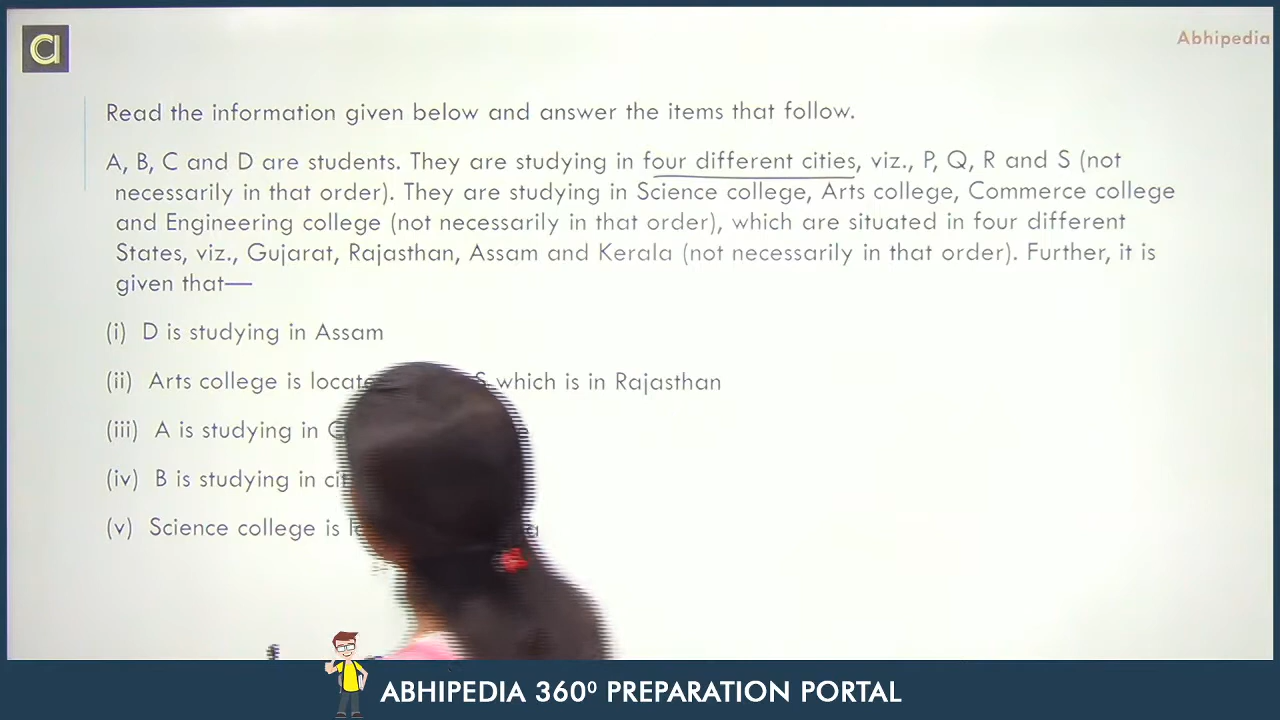 Abhipedia
Read the information given below and answer the items that follow.
A, B, C and D are students. They are studying in four different cities, viz., P, Q, R and S (not
necessarily in that order). They are studying in Science college, Arts college, Commerce college
and Engineering college (not necessarily in that order), which are situated in four different
States, viz., Gujarat, Rajasthan, Assam and Kerala (not necessarily in that order). Further, it is
given that—
(i) D is studying in Assam
(ii) Arts college is S which is in Rajasthan
(iii) A is studying in
(iv) B is studying in
(v) Science college is
ABHIPEDIA 360⁰ PREPARATION PORTAL